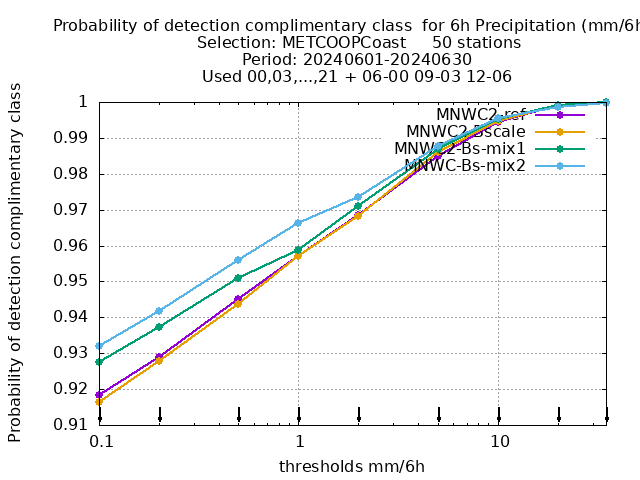 Probability of detection complimentary class for 6h Precipitation (mm/6h
Selection: METCOOPCoast 50 stations
Period: 20240601-20240630
Used 00,03,...,21 + 06-00 09-03 12-06
Probability of detection complimentary class
1
0.99
0.98
0.97
0.96
0.95
0.94
0.93
0.92
0.91
MNWC2-ref
MNWC2-Bscale
MNWC2-Bs-mix1
MNWC-Bs-mix2
0.1
1
10
thresholds mm/6h